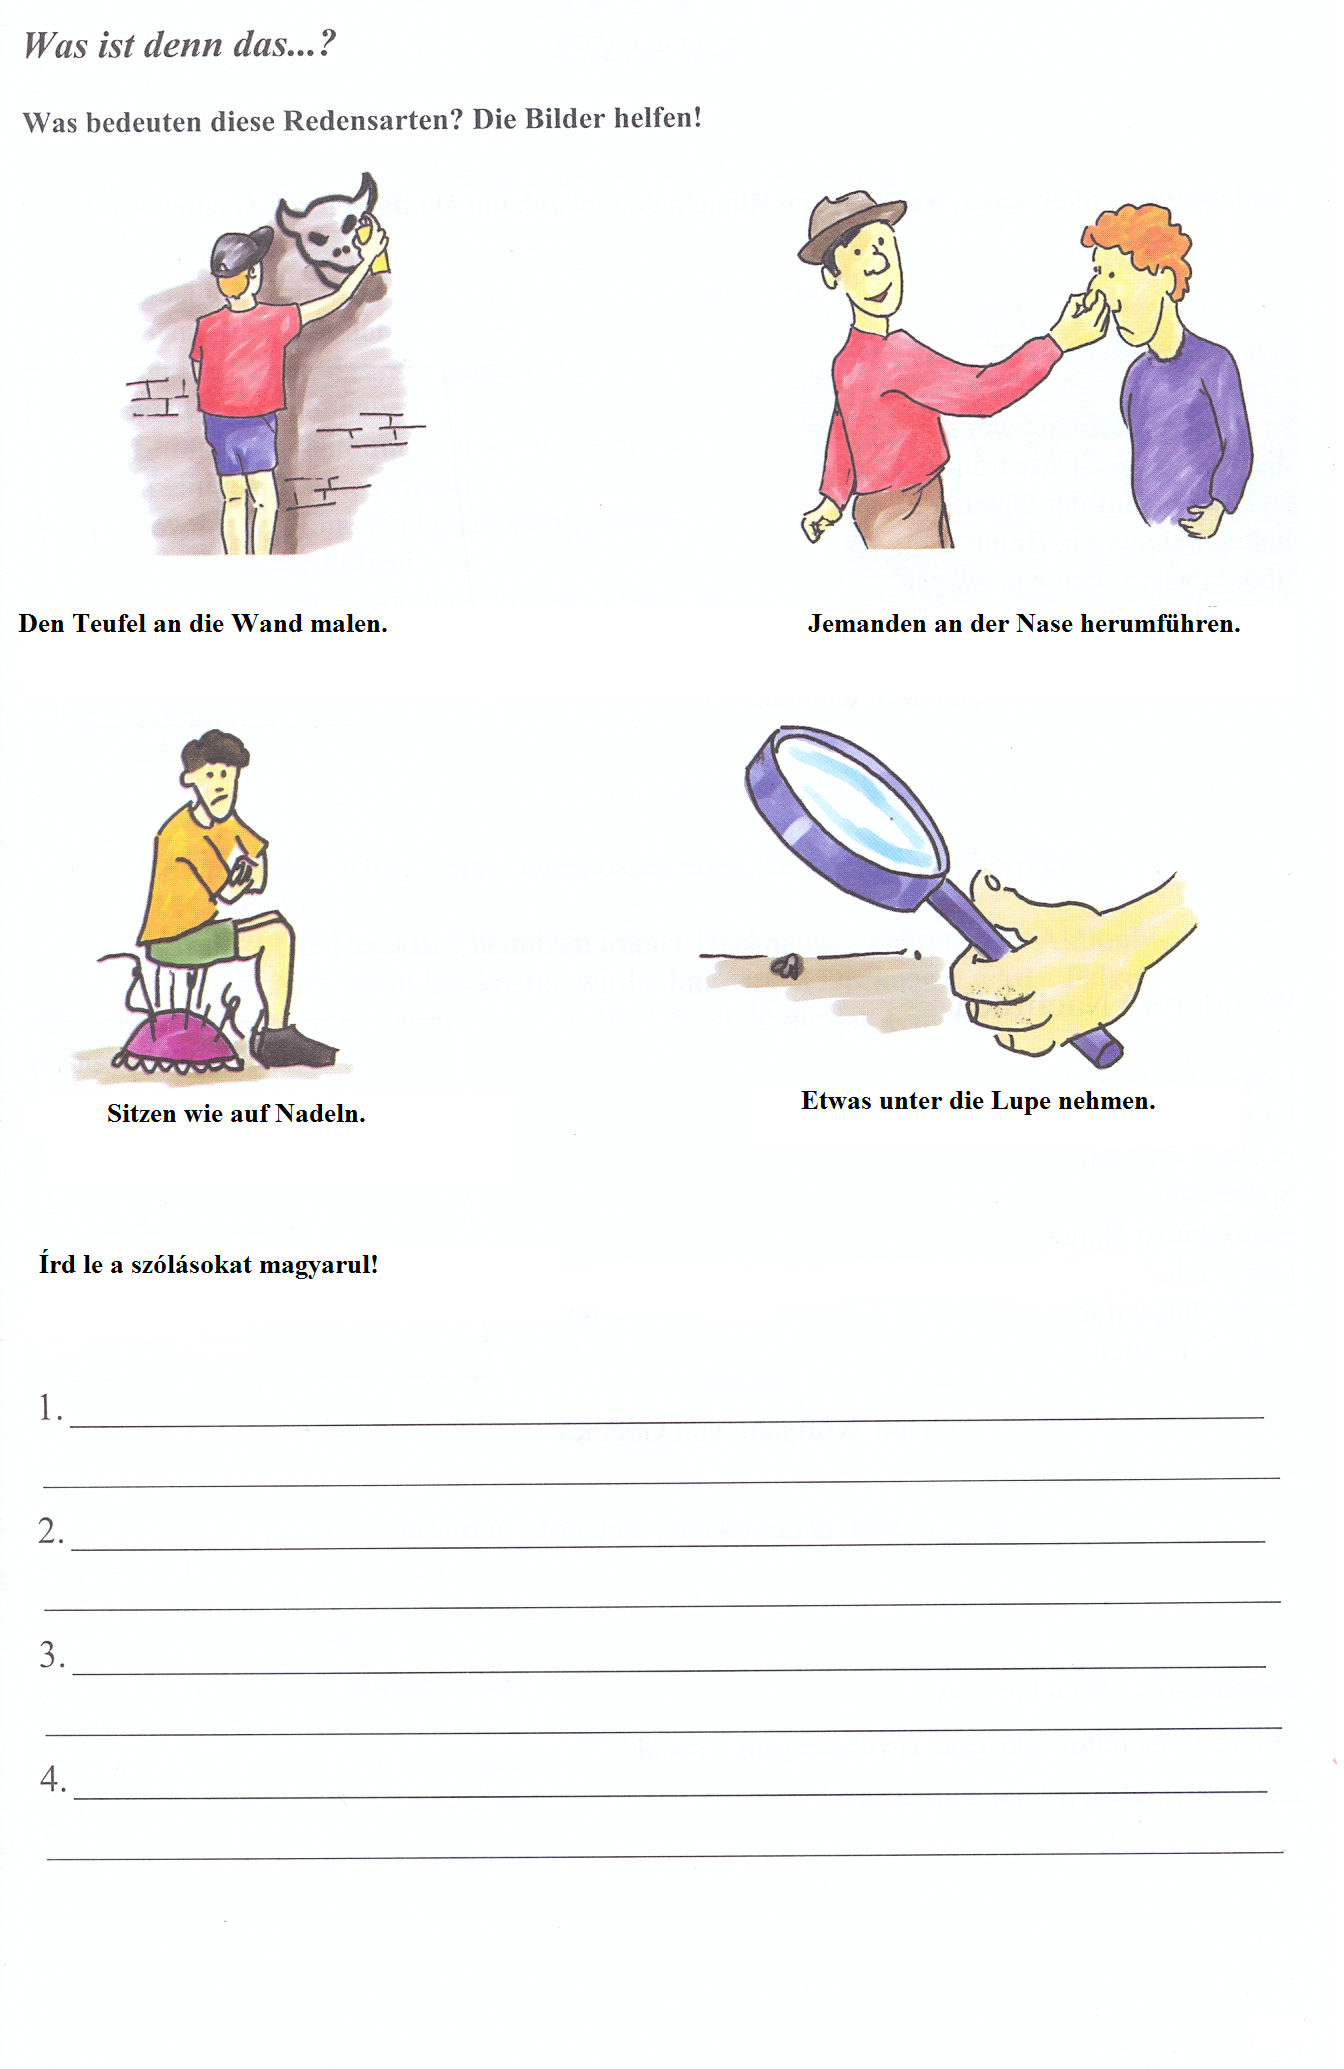 Was ist denn das...?
Was bedeuten diese Redensarten? Die Bilder helfen!
Den Teufel an die Wand malen.
Jemanden an der Nase herumführen.
Sitzen wie auf Nadeln.
Etwas unter die Lupe nehmen.
Írd le a szólásokat magyarul!
1.
2.
3.
4.